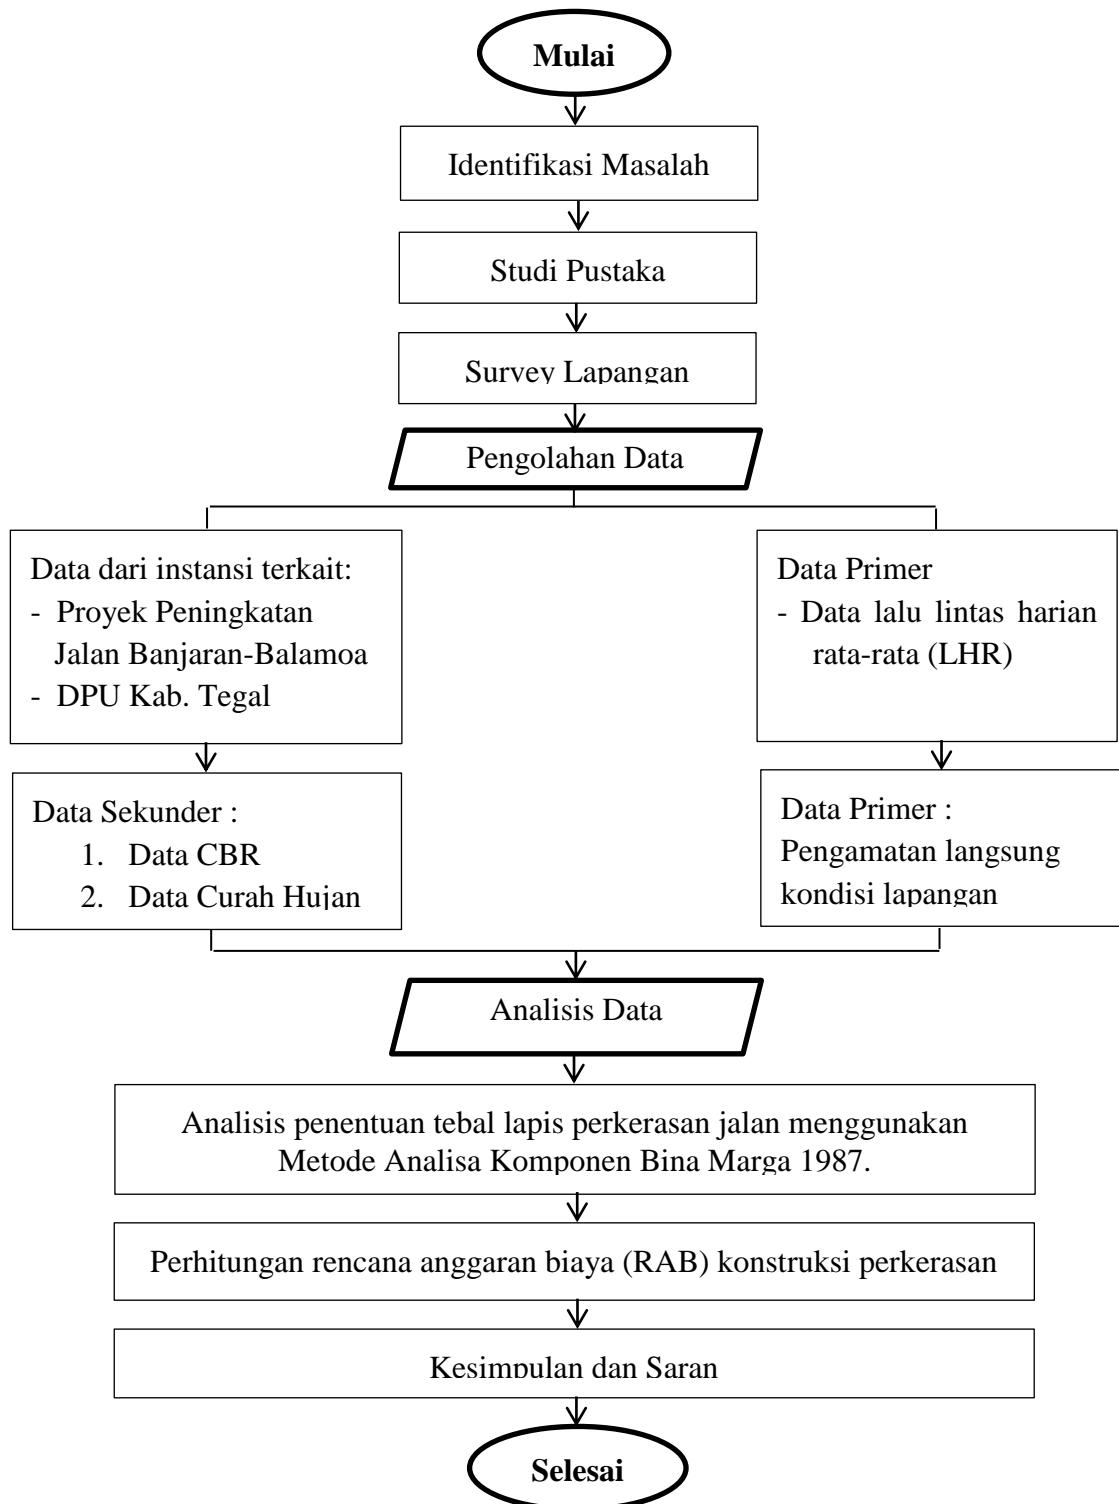 Mulai
Identifikasi Masalah
Studi Pustaka
Survey Lapangan
Pengolahan Data
Data dari instansi terkait:
- Proyek Peningkatan
Jalan Banjaran-Balamoa
- DPU Kab. Tegal
Data Primer
- Data lalu lintas harian
rata-rata (LHR)
Data Sekunder :
1. Data CBR
2. Data Curah Hujan
Data Primer :
Pengamatan langsung
kondisi lapangan
Analisis Data
Analisis penentuan tebal lapis perkerasan jalan menggunakan
Metode Analisa Komponen Bina Marga 1987.
Perhitungan rencana anggaran biaya (RAB) konstruksi perkerasan
Kesimpulan dan Saran
Selesai